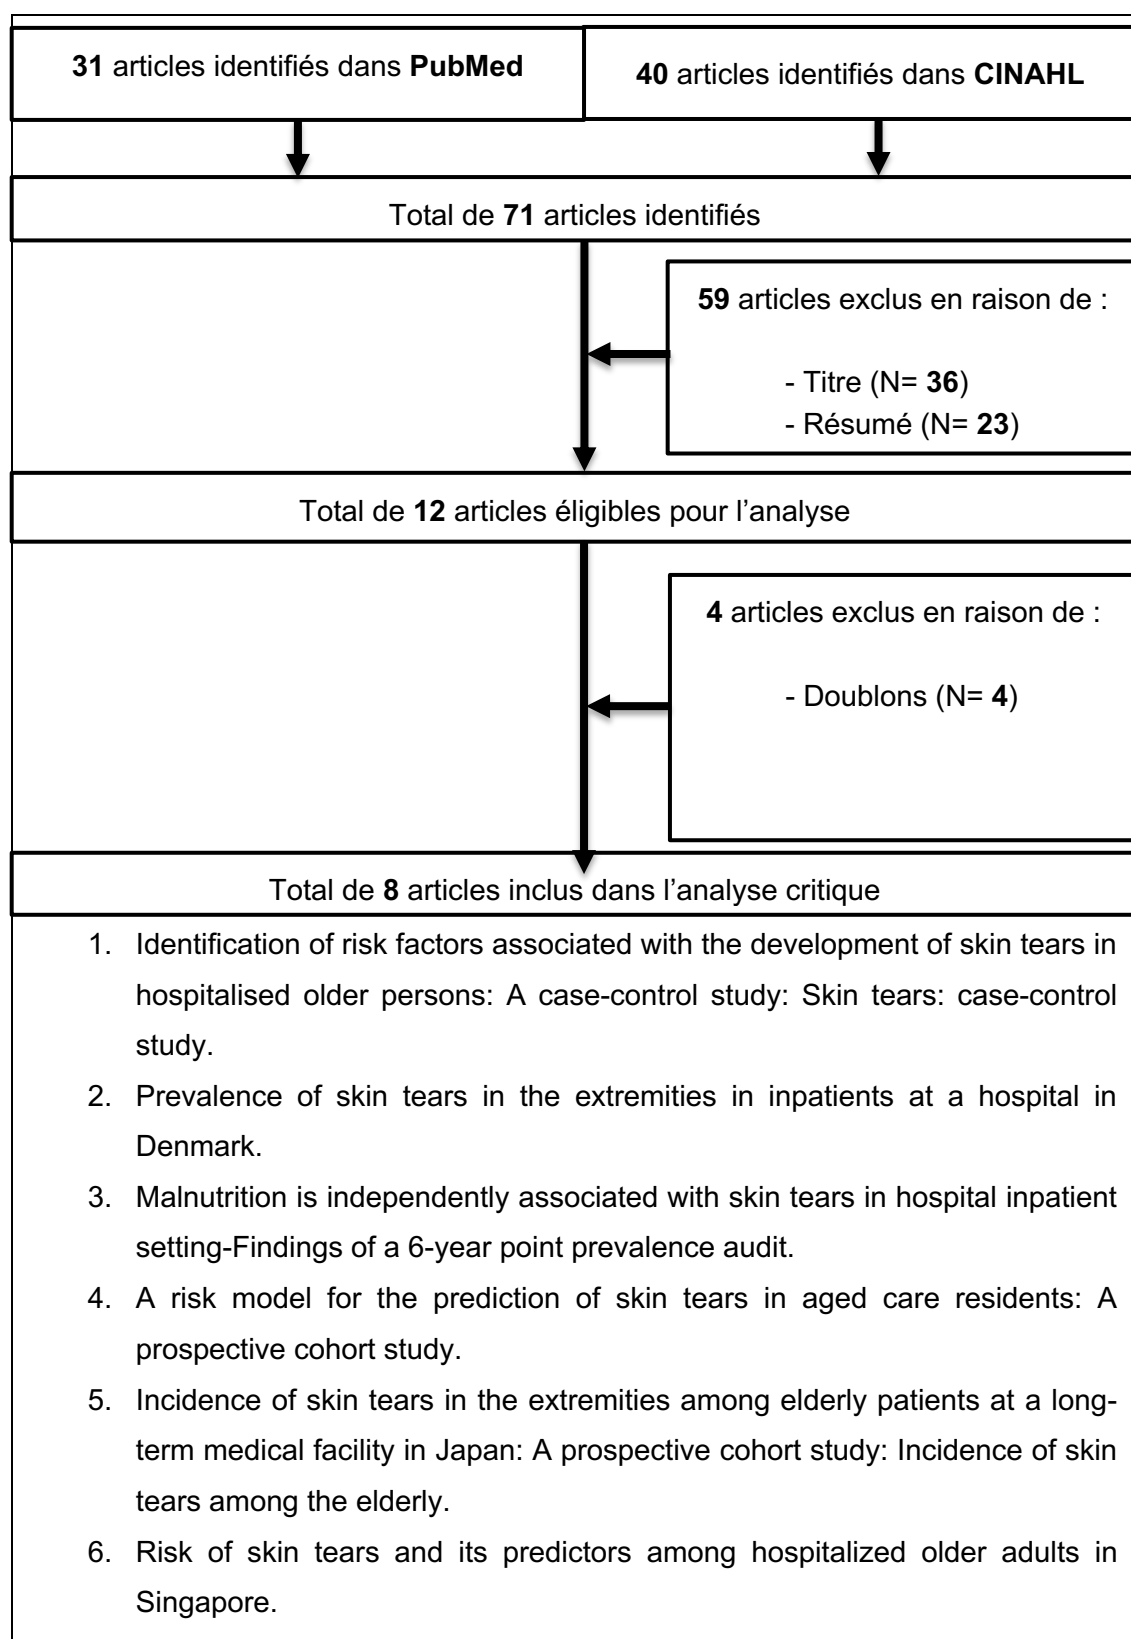 31 articles identifiés dans PubMed
40 articles identifiés dans CINAHL
Total de 71 articles identifiés
59 articles exclus en raison de :
- Titre (N= 36)
- Résumé (N= 23)
Total de 12 articles éligibles pour l’analyse
4 articles exclus en raison de :
- Doublons (N= 4)
Total de 8 articles inclus dans l’analyse critique
1. Identification of risk factors associated with the development of skin tears in
hospitalised older persons: A case-control study: Skin tears: case-control
study.
2. Prevalence of skin tears in the extremities in inpatients at a hospital in
Denmark.
3. Malnutrition is independently associated with skin tears in hospital inpatient
setting-Findings of a 6-year point prevalence audit.
4. A risk model for the prediction of skin tears in aged care residents: A
prospective cohort study.
5. Incidence of skin tears in the extremities among elderly patients at a long-
term medical facility in Japan: A prospective cohort study: Incidence of skin
tears among the elderly.
6. Risk of skin tears and its predictors among hospitalized older adults in
Singapore.